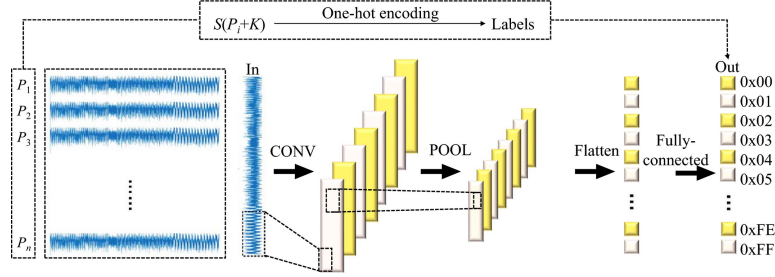 One-hot encoding
S(Pi+K)
Labels
In
Out
P1
P2
P3
Pn
CONV
POOL
Flatten
Fully-
connected
0x00
0x01
0x02
0x03
0x04
0x05
0xFE
0xFF